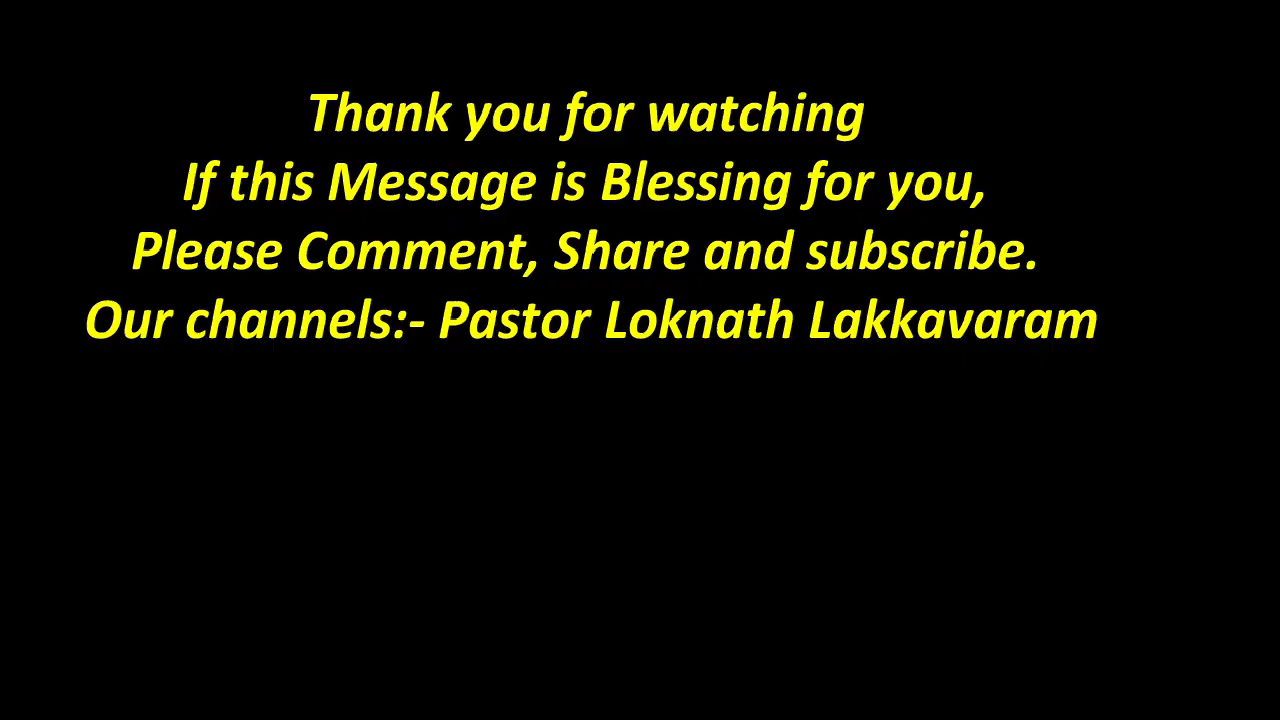 Thank you for watching
If this Message is Blessing for you,
Please Comment, Share and subscribe.
Our channels:- Pastor Loknath Lakkavaram